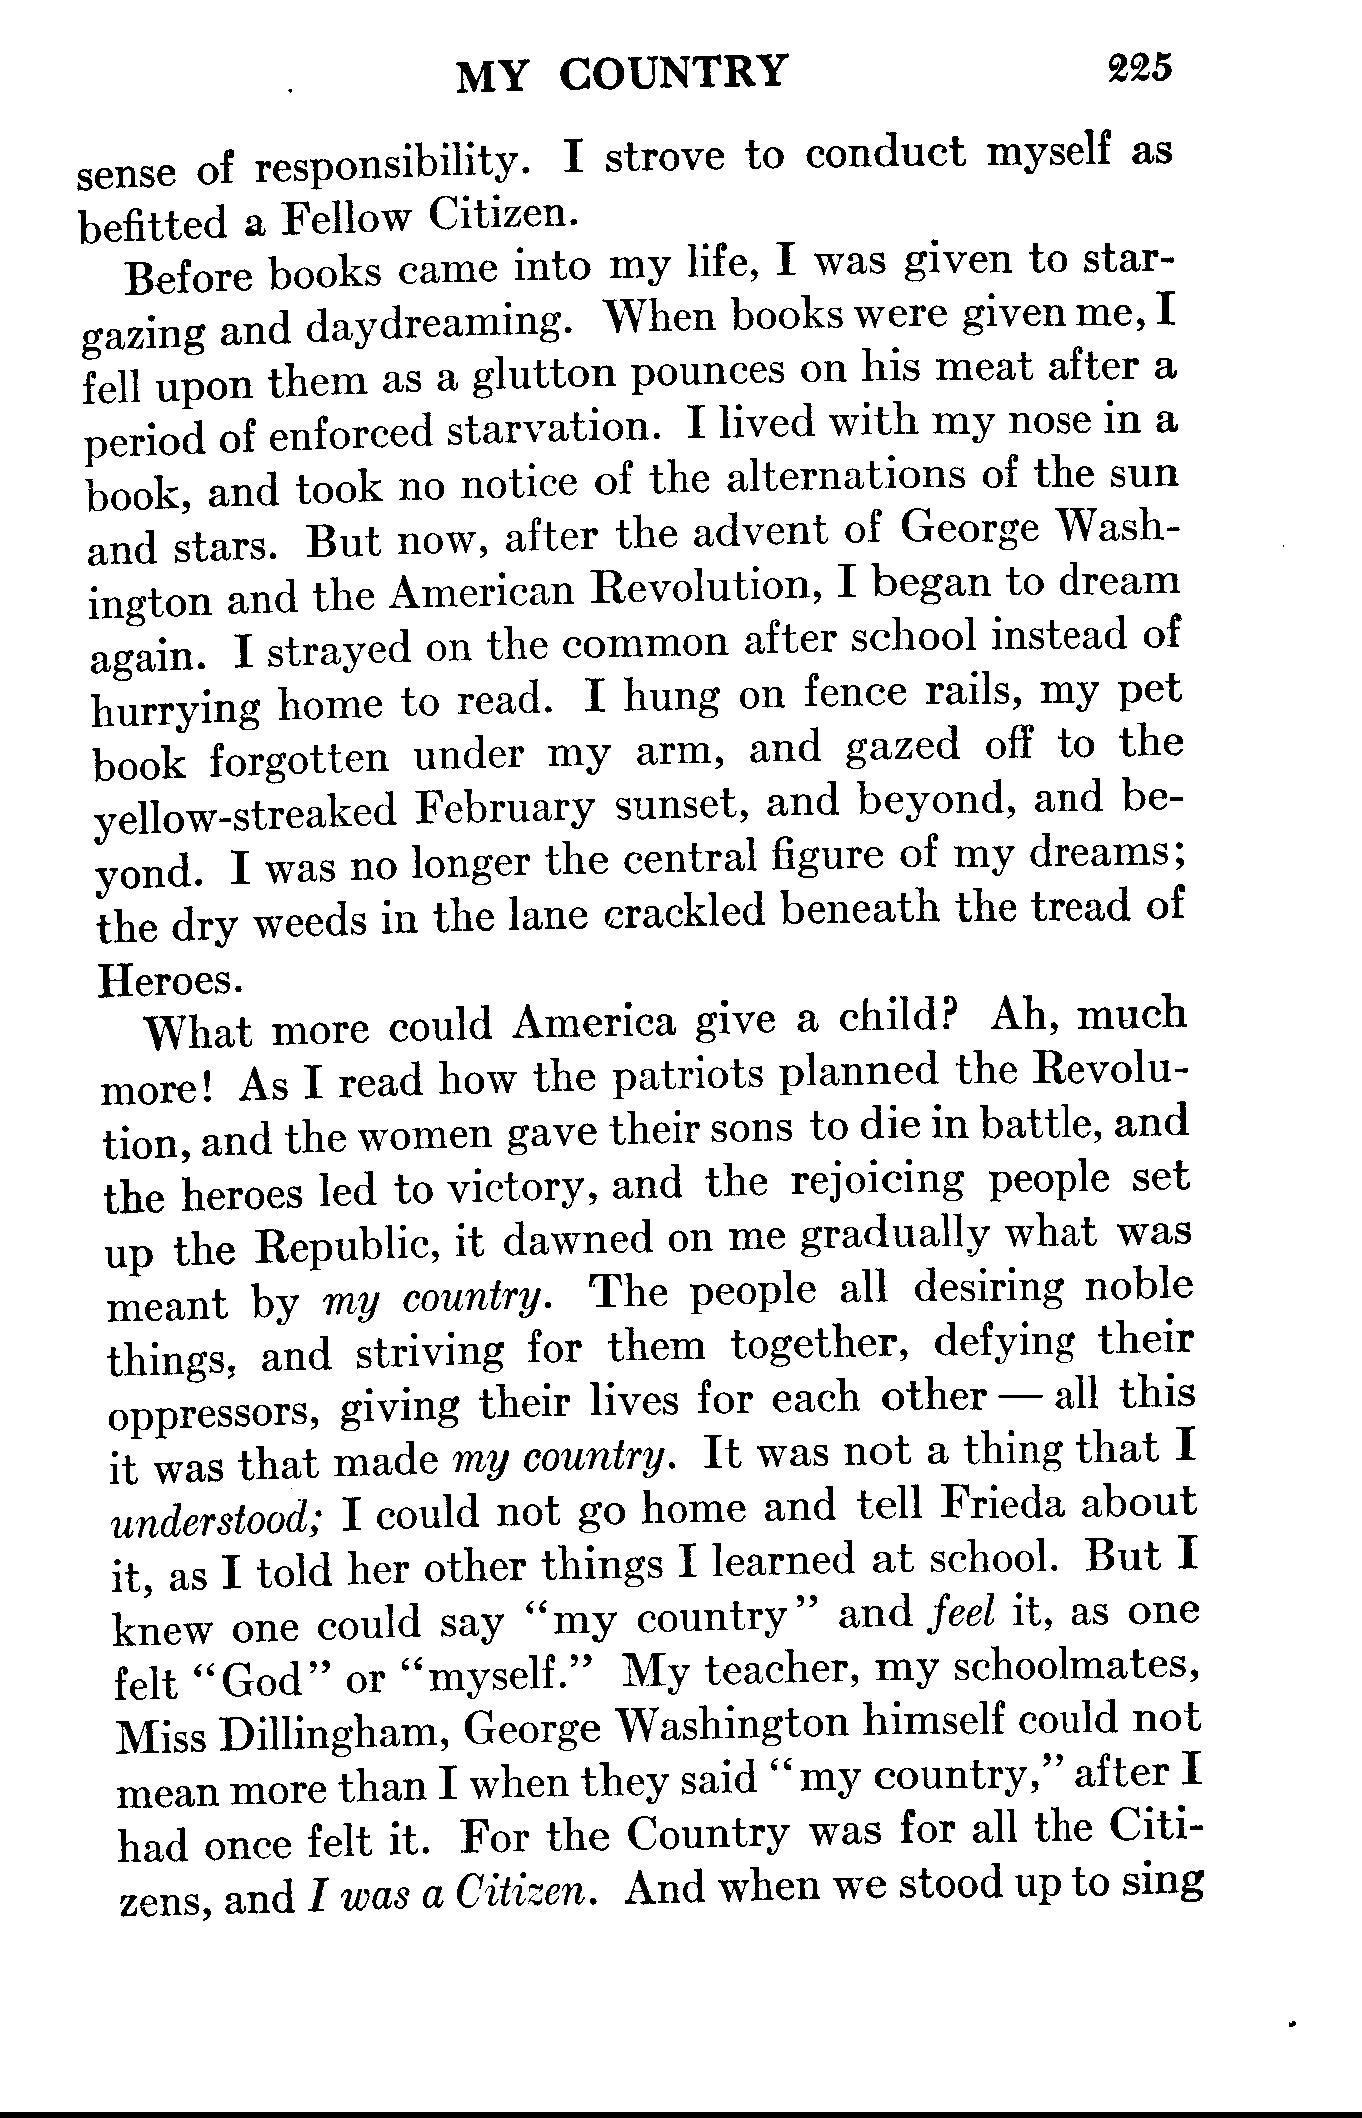 MY COUNTRY 225
sense of responsibility. I strove to conduct myself as
befitted a Fellow Citizen.
Before books came into my life, I was given to star-
gazing and daydreaming. When books were given me, I
fell upon them as a glutton pounces on his meat after a
period of enforced starvation. I lived with my nose in a
book, and took no notice of the alternations of the sun
and stars. But now, after the advent of George Wash-
ington and the American Revolution, I began to dream
again. I strayed on the common after school instead of
hurrying home to read. I hung on fence rails, my pet
book forgotten under my arm, and gazed off to the
yellow-streaked February sunset, and beyond, and be-
yond. I was no longer the central figure of my dreams;
the dry weeds in the lane crackled beneath the tread of
Heroes.
What more could America give a child? Ah, much
more! As I read how the patriots planned the Revolu-
tion, and the women gave their sons to die in battle, and
the heroes led to victory, and the rejoicing people set
up the Republic, it dawned on me gradually what was
meant by my country. The people all desiring noble
things, and striving for them together, defying their
oppressors, giving their lives for each other — all this
it was that made my country. It was not a thing that I
understood; I could not go home and tell Frieda about
it, as I told her other things I learned at school. But I
knew one could say "my country" and feel it, as one
felt "God" or "myself." My teacher, my schoolmates,
Miss Dillingham, George Washington himself could not
mean more than I when they said "my country," after I
had once felt it. For the Country was for all the Citi-
zens, and I was a Citizen. And when we stood up to sing